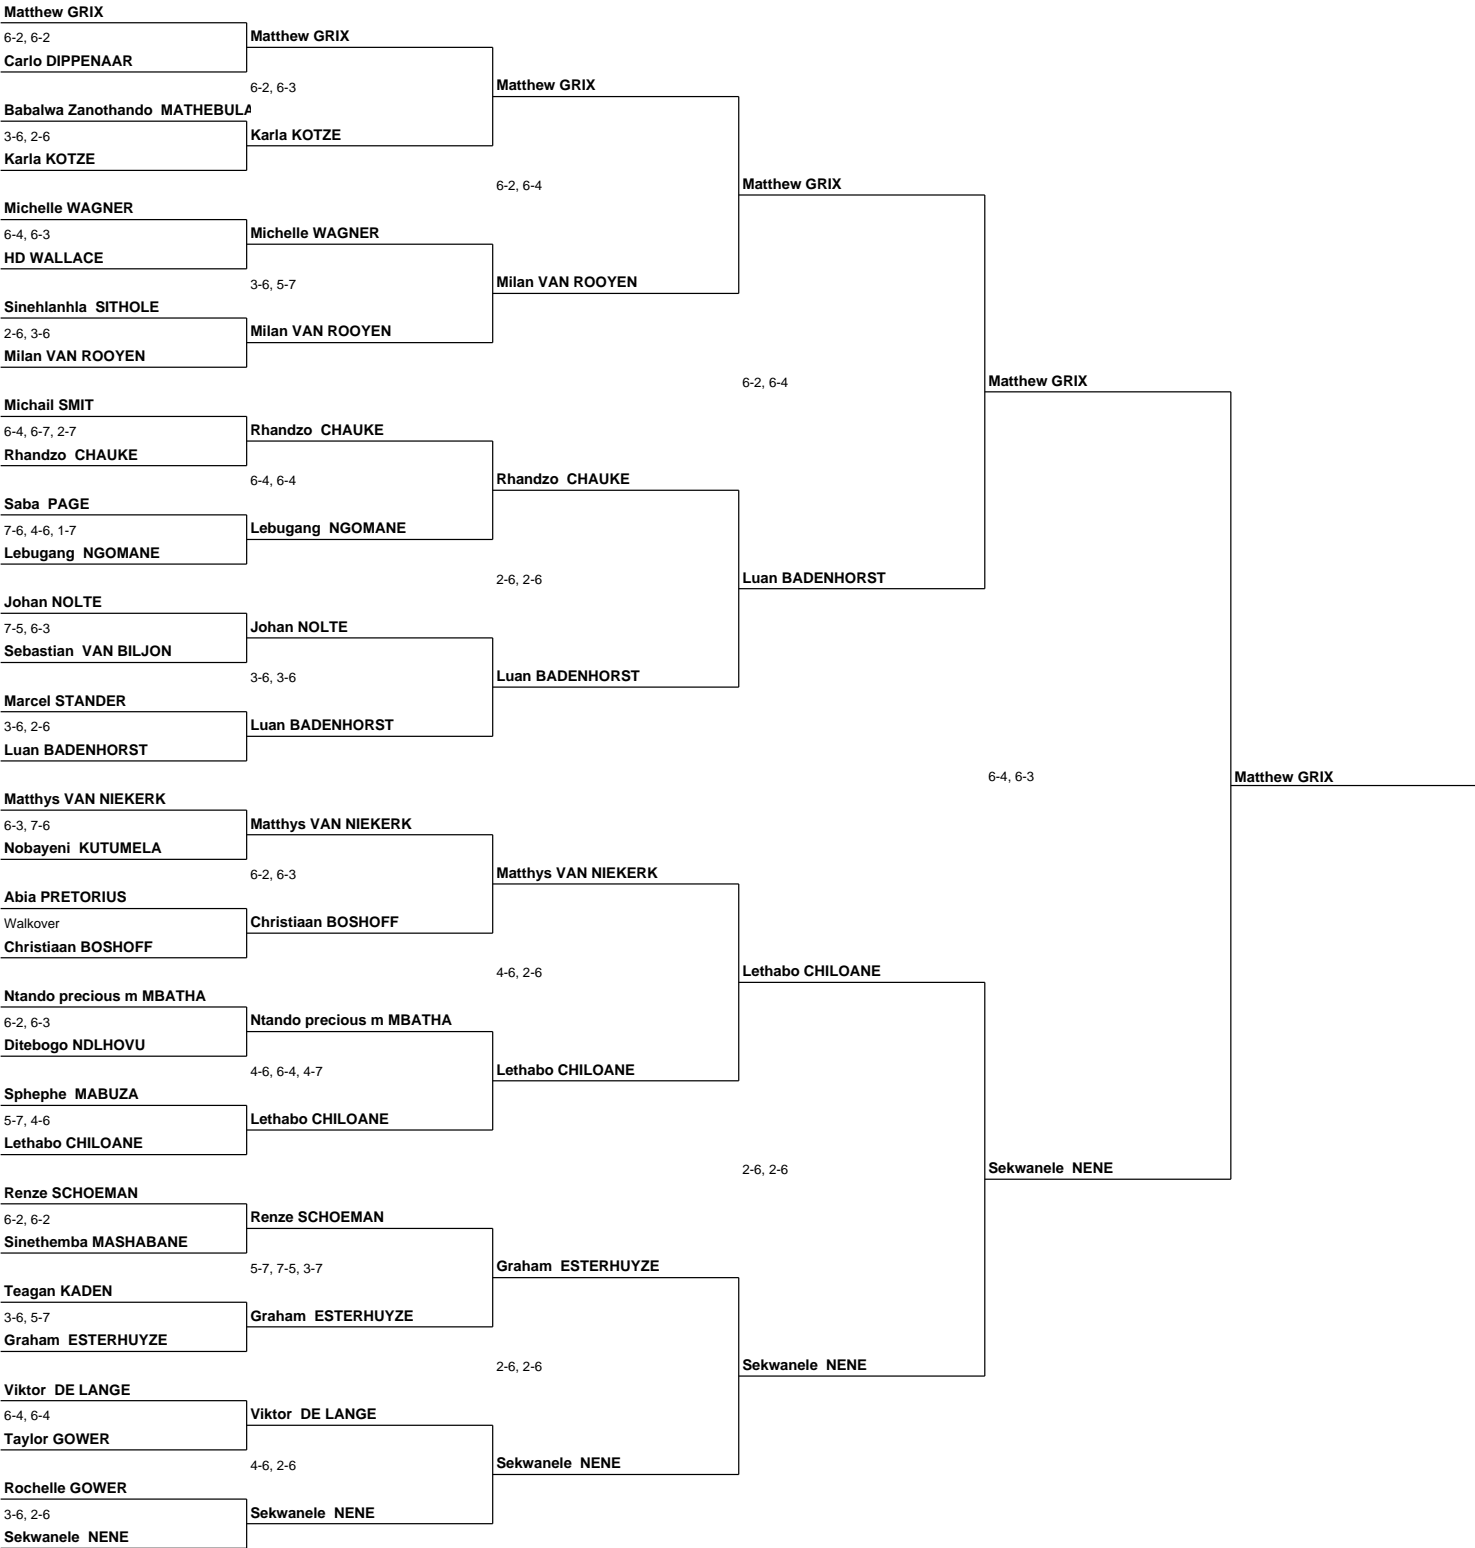 Matthew GRIX
6-2, 6-2
Carlo DIPPENAAR
Babalwa Zanothando  MATHEBULA
3-6, 2-6
Karla KOTZE
Michelle WAGNER
6-4, 6-3
HD WALLACE
Sinehlanhla  SITHOLE
2-6, 3-6
Milan VAN ROOYEN
Michail SMIT
6-4, 6-7, 2-7
Rhandzo  CHAUKE
Saba  PAGE
7-6, 4-6, 1-7
Lebugang  NGOMANE
Johan NOLTE
7-5, 6-3
Sebastian  VAN BILJON
Marcel STANDER
3-6, 2-6
Luan BADENHORST
Matthys VAN NIEKERK
6-3, 7-6
Nobayeni  KUTUMELA
Abia PRETORIUS
Walkover
Christiaan BOSHOFF
Ntando precious m MBATHA
6-2, 6-3
Ditebogo NDLHOVU
Sphephe  MABUZA
5-7, 4-6
Lethabo CHILOANE
Renze SCHOEMAN
6-2, 6-2
Sinethemba MASHABANE
Teagan KADEN
3-6, 5-7
Graham  ESTERHUYZE
Viktor  DE LANGE
6-4, 6-4
Taylor GOWER
Rochelle GOWER
3-6, 2-6
Sekwanele  NENE
Matthew GRIX
6-2, 6-3
Karla KOTZE
Michelle WAGNER
3-6, 5-7
Milan VAN ROOYEN
Rhandzo  CHAUKE
6-4, 6-4
Lebugang  NGOMANE
Johan NOLTE
3-6, 3-6
Luan BADENHORST
Matthys VAN NIEKERK
6-2, 6-3
Christiaan BOSHOFF
Ntando precious m MBATHA
4-6, 6-4, 4-7
Lethabo CHILOANE
Renze SCHOEMAN
5-7, 7-5, 3-7
Graham  ESTERHUYZE
Viktor  DE LANGE
4-6, 2-6
Sekwanele  NENE
Matthew GRIX
6-2, 6-4
Milan VAN ROOYEN
Rhandzo  CHAUKE
2-6, 2-6
Luan BADENHORST
Matthys VAN NIEKERK
4-6, 2-6
Lethabo CHILOANE
Graham  ESTERHUYZE
2-6, 2-6
Sekwanele  NENE
Matthew GRIX
6-2, 6-4
Luan BADENHORST
Lethabo CHILOANE
2-6, 2-6
Sekwanele  NENE
Matthew GRIX
6-4, 6-3
Sekwanele  NENE
Matthew GRIX